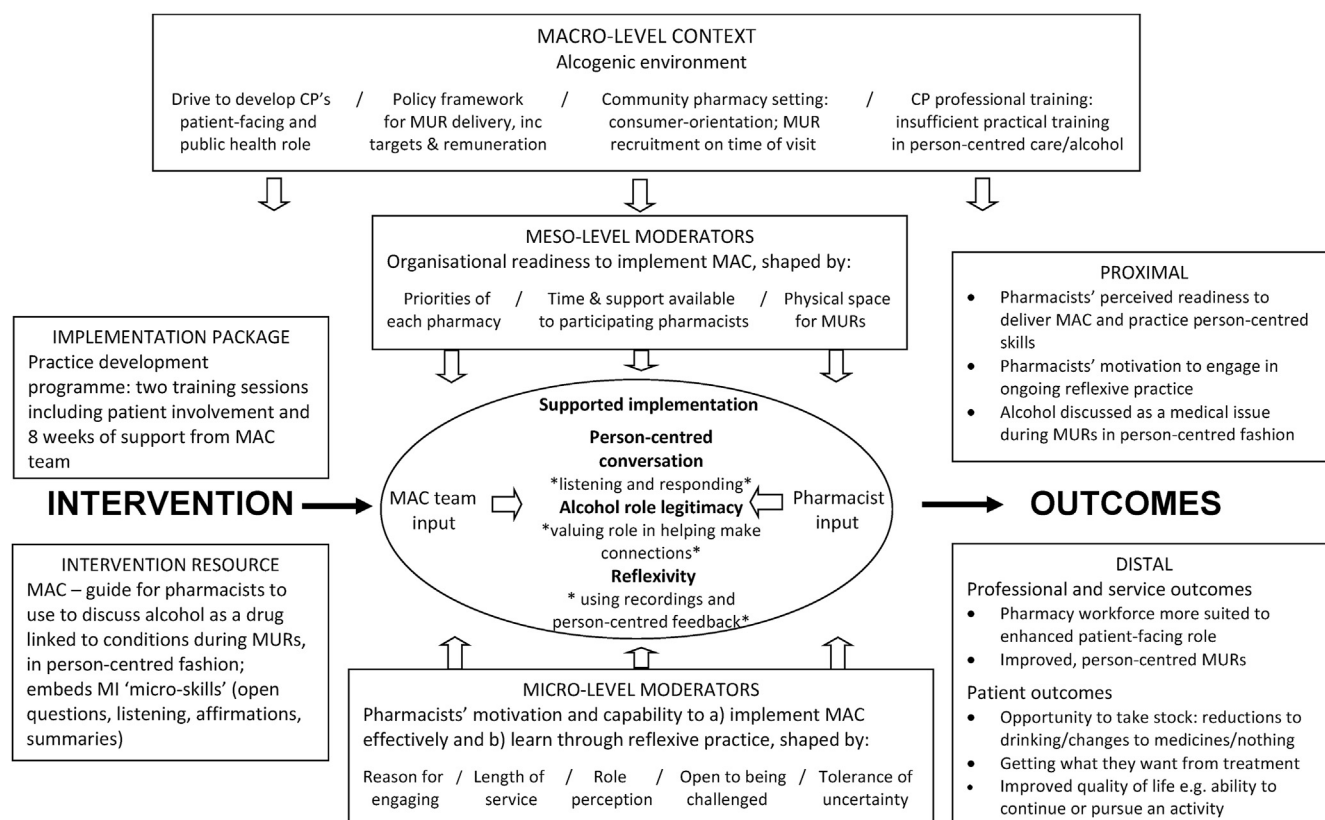 MACRO-LEVEL CONTEXT
Alcogenic environment
Drive to develop CP's
patient-facing and
public health role
/
Policy framework
for MUR delivery, inc
targets & remuneration
/
Community pharmacy setting:
consumer-orientation; MUR
recruitment on time of visit
/
CP professional training:
insufficient practical training
in person-centred care/alcohol
MESO-LEVEL MODERATORS
Organisational readiness to implement MAC, shaped by:
Priorities of
each pharmacy
/
Time & support available
to participating pharmacists
/
Physical space
for MURs
IMPLEMENTATION PACKAGE
Practice development
programme: two training sessions
including patient involvement and
8 weeks of support from MAC
team
INTERVENTION
INTERVENTION RESOURCE
MAC – guide for pharmacists to
use to discuss alcohol as a drug
linked to conditions during MURs,
in person-centred fashion;
embeds MI 'micro-skills' (open
questions, listening, affirmations,
summaries)
Supported implementation
Person-centred
conversation
*listening and responding*
Alcohol role legitimacy
*valuing role in helping make
connections*
Reflexivity
* using recordings and
person-centred feedback*
MAC team
input
Pharmacist
input
MICRO-LEVEL MODERATORS
Pharmacists' motivation and capability to a) implement MAC
effectively and b) learn through reflexive practice, shaped by:
Reason for
engaging
/
Length of
service
/
Role
perception
/
Open to being
challenged
/
Tolerance of
uncertainty
PROXIMAL
• Pharmacists' perceived readiness to
deliver MAC and practice person-centred
skills
• Pharmacists' motivation to engage in
ongoing reflexive practice
• Alcohol discussed as a medical issue
during MURs in person-centred fashion
OUTCOMES
DISTAL
Professional and service outcomes
• Pharmacy workforce more suited to
enhanced patient-facing role
• Improved, person-centred MURs
Patient outcomes
• Opportunity to take stock: reductions to
drinking/changes to medicines/nothing
• Getting what they want from treatment
• Improved quality of life e.g. ability to
continue or pursue an activity